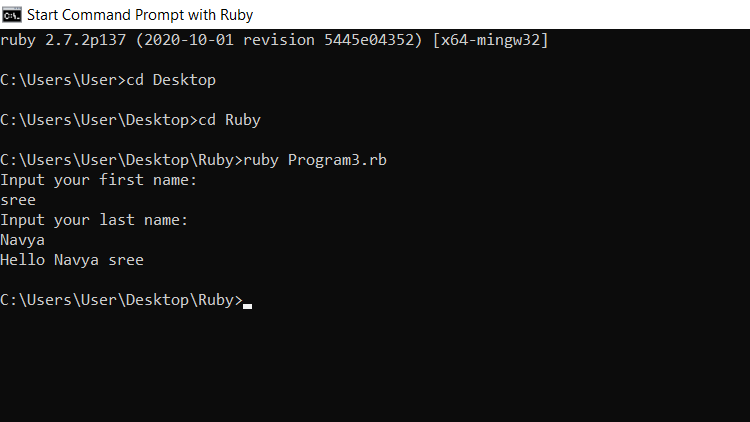 Start Command Prompt with Ruby
ruby 2.7.2p137 (2020-10-01 revision 5445e04352) [x64-mingw32]
C:\Users\User>cd Desktop
C:\Users\User\Desktop>cd Ruby
C:\Users\User\Desktop\Ruby>ruby Program3.rb
Input your first name:
sree
Input your last name:
Navya
Hello Navya sree
C:\Users\User\Desktop\Ruby>